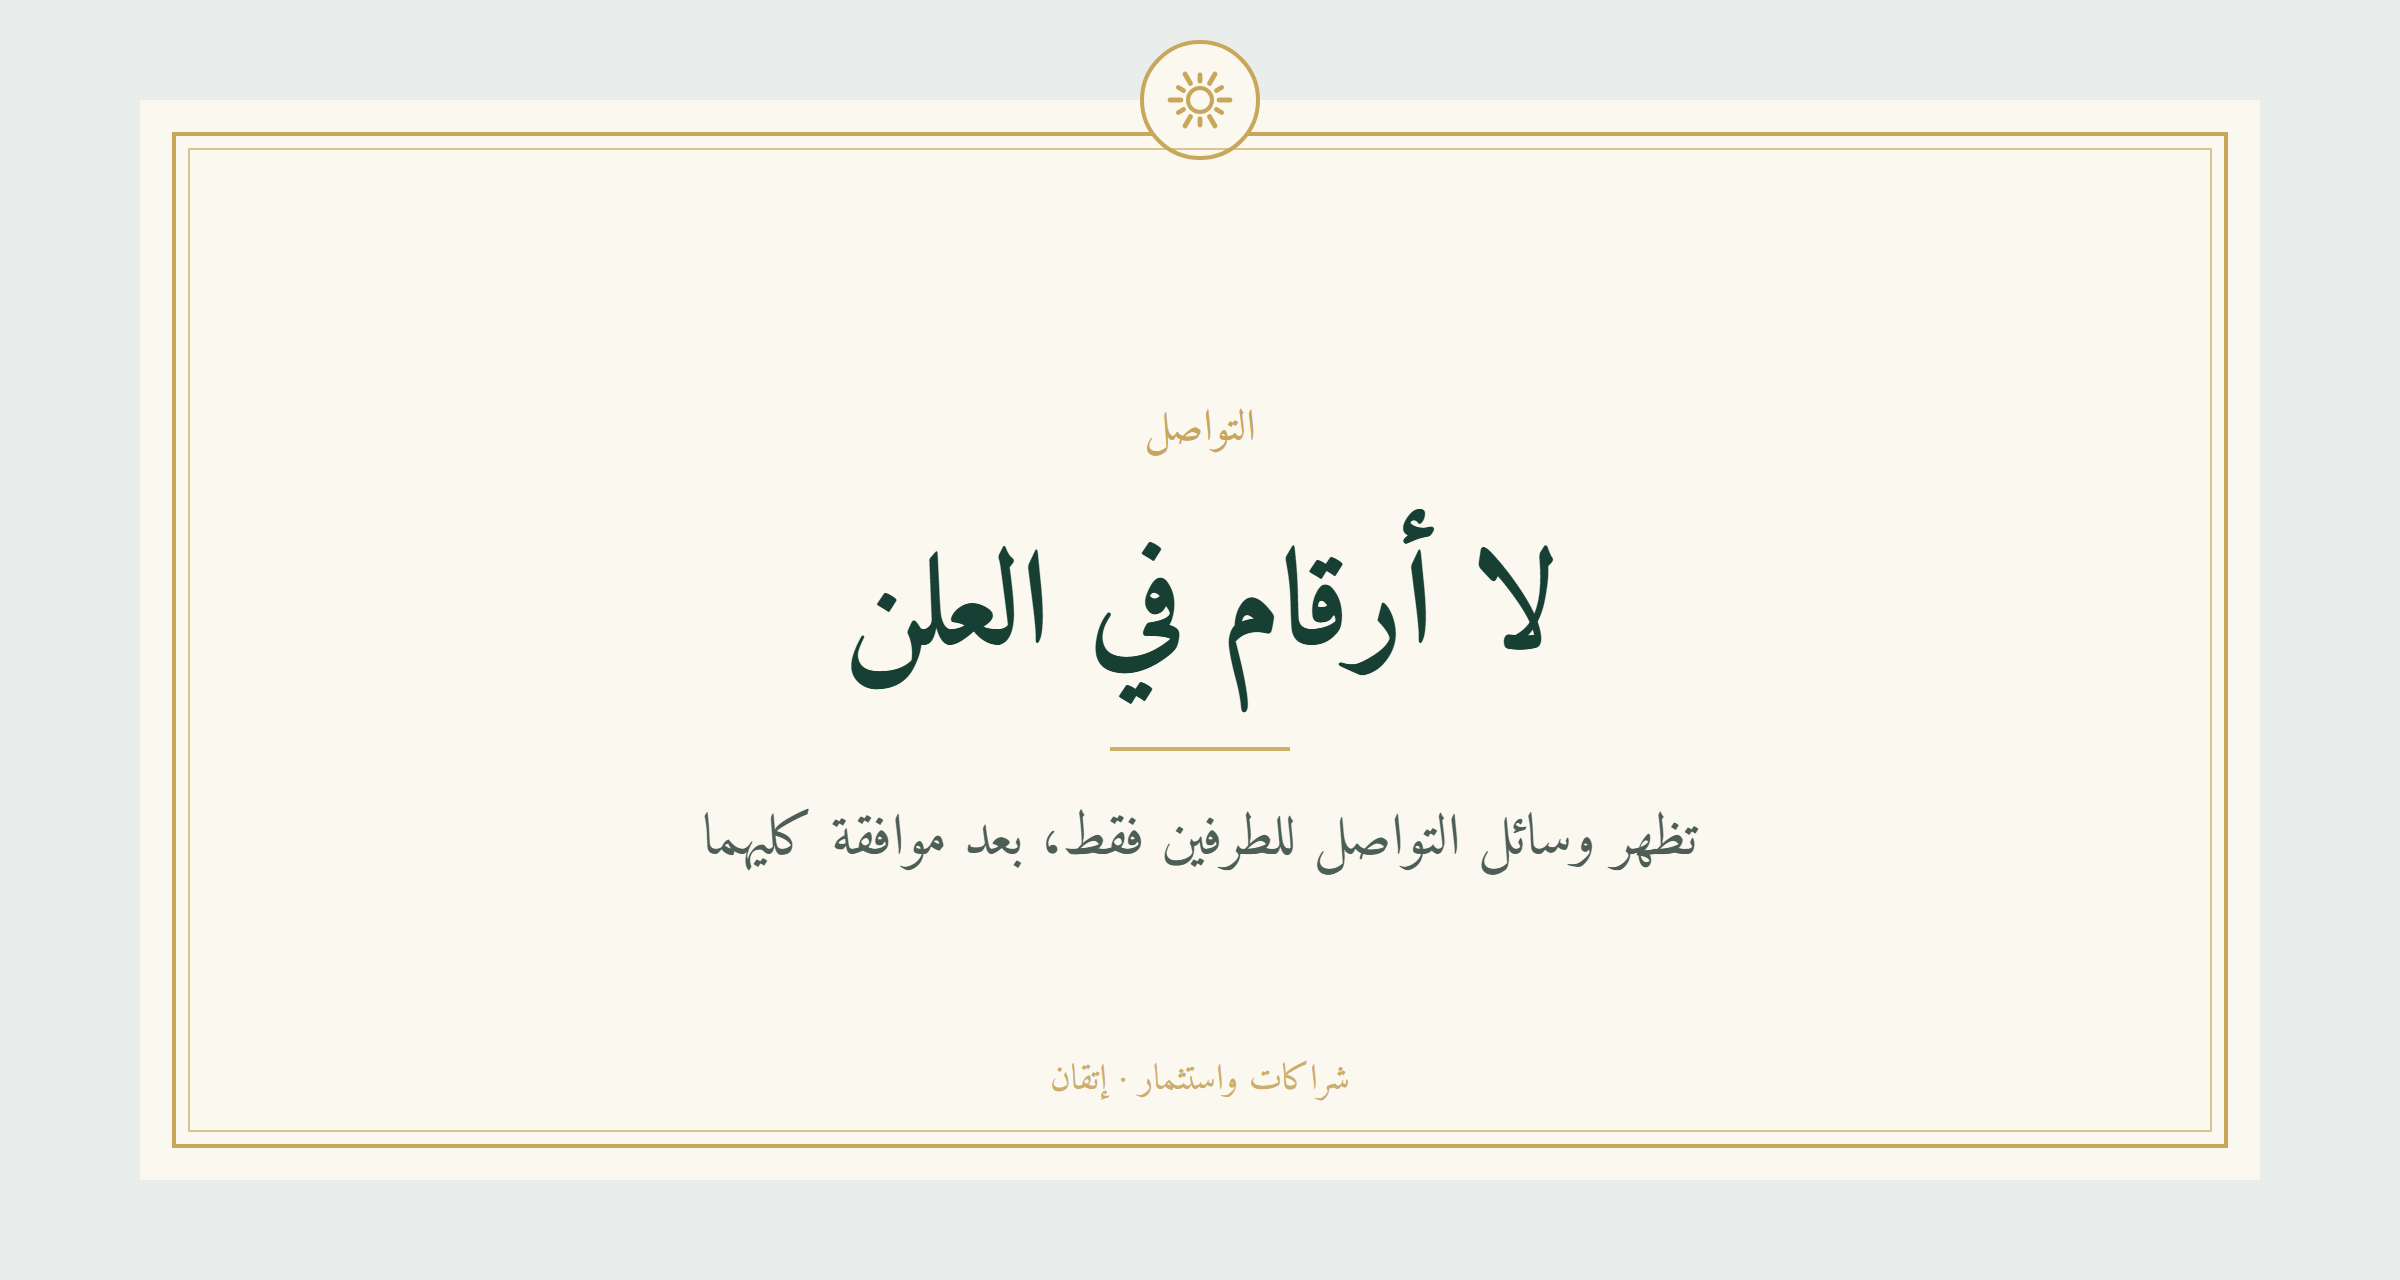 التواصل
لا أرقام في العلن
تظهر وسائل التواصل للطرفين فقط، بعد موافقة كليهما
شراكات واستثمار · إتقان